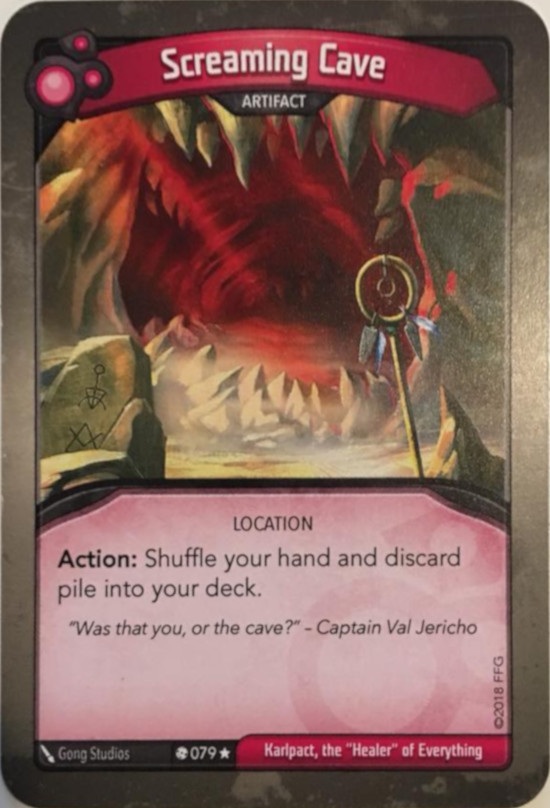 Screaming Cave
ARTIFACT
LOCATION
Action: Shuffle your hand and discard
pile into your deck.
"Was that you, or the cave?" - Captain Val Jericho
©2018 FFG
Gong Studios
079★
Karlpact, the "Healer" of Everything